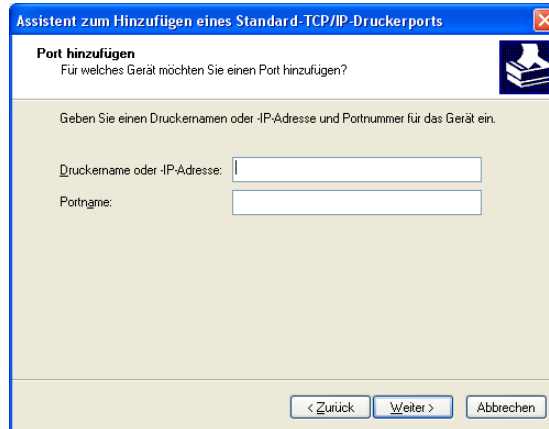 Assistent zum Hinzufügen eines Standard-TCP/IP-Druckerports
Port hinzufügen
Für welches Gerät möchten Sie einen Port hinzufügen?
Geben Sie einen Druckernamen oder -IP-Adresse und Portnummer für das Gerät ein.
Druckername oder -IP-Adresse:
Portname:
< Zurück Weiter > Abbrechen